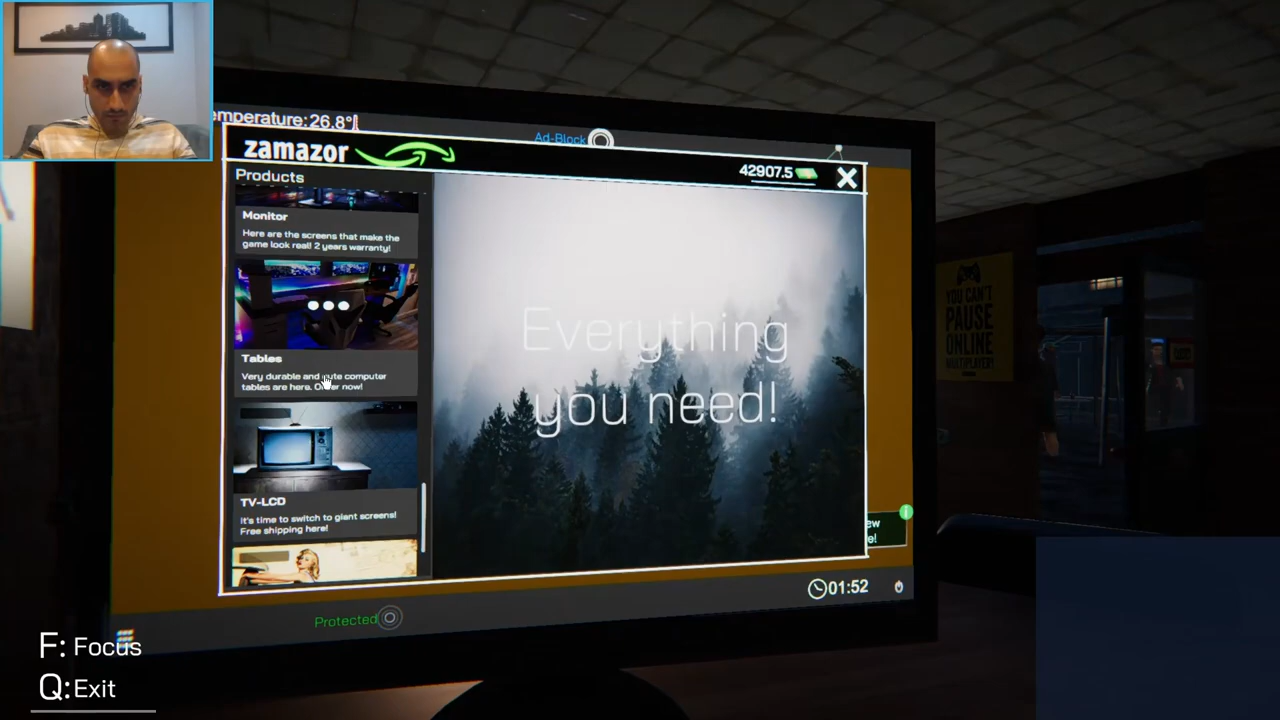 emperature:26.8°
Ad-Block
zamazor
42907.5
Products
Monitor
Here are the screens that make the
game look real! 2 years warranty!
Tables
Very durable and cute computer
tables are here. Order now!
TV-LCD
It's time to switch to giant screens!
Free shipping here!
Everything
you need!
ew
e!
01:52
Protected
YOU CAN'T
PAUSE
ONLINE
MULTIPLAYER!
F: Focus
Q:Exit